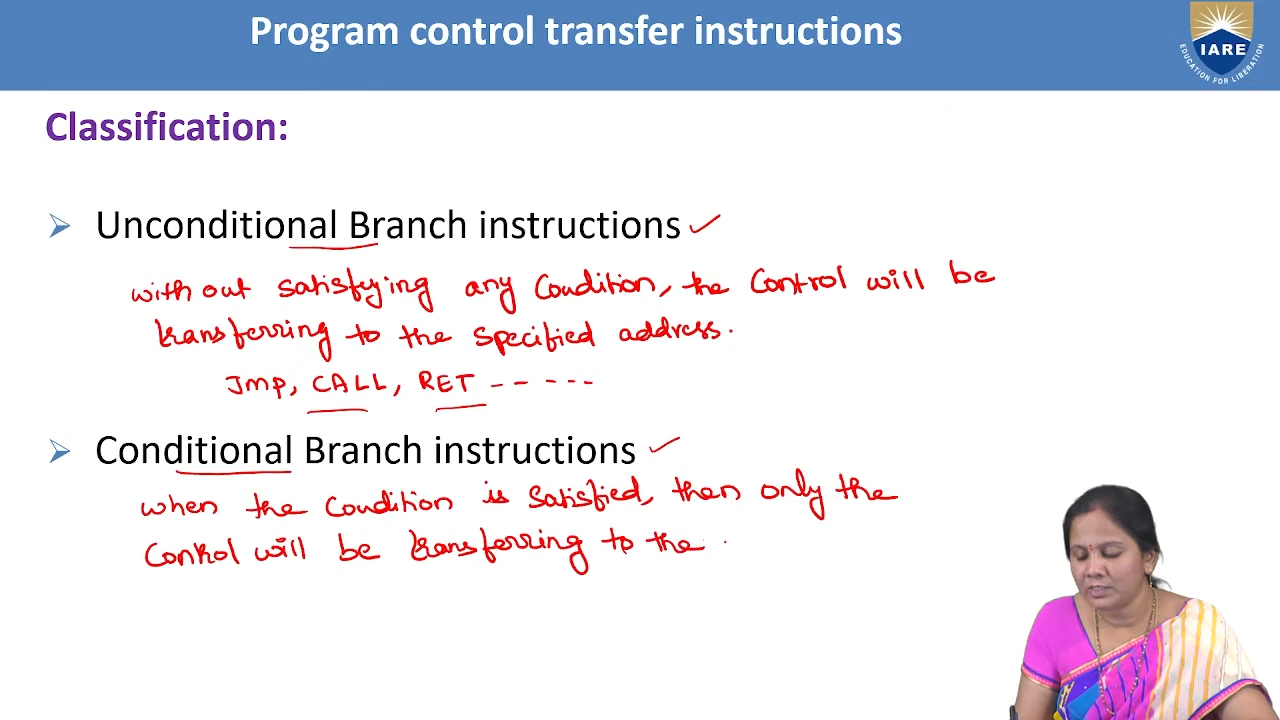 Program control transfer instructions
IARE
EDUCATION FOR LIBERATION
Classification:
Unconditional Branch instructions
with out satisfying any Condition, the Control will be
transferring to the specified address.
Jmp, CALL, RET ------
Conditional Branch instructions
when the Condition is satisfied, then only the
Control will be transferring to the